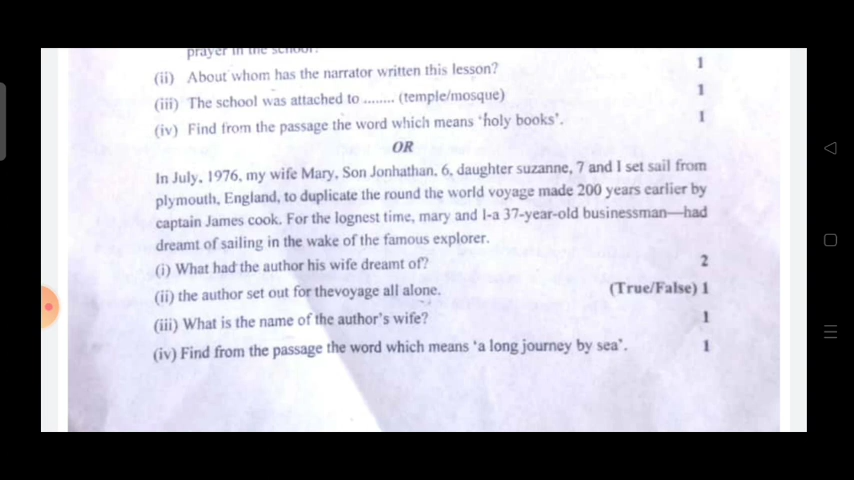 prayer in the school?
(ii) About whom has the narrator written this lesson? 1
(iii) The school was attached to ........ (temple/mosque) 1
(iv) Find from the passage the word which means 'holy books'. 1
OR
In July, 1976, my wife Mary, Son Jonhathan, 6, daughter suzanne, 7 and I set sail from
plymouth, England, to duplicate the round the world voyage made 200 years earlier by
captain James cook. For the lognest time, mary and I-a 37-year-old businessman—had
dreamt of sailing in the wake of the famous explorer.
(i) What had the author his wife dreamt of? 2
(ii) the author set out for thevoyage all alone. (True/False) 1
(iii) What is the name of the author's wife? 1
(iv) Find from the passage the word which means 'a long journey by sea'. 1